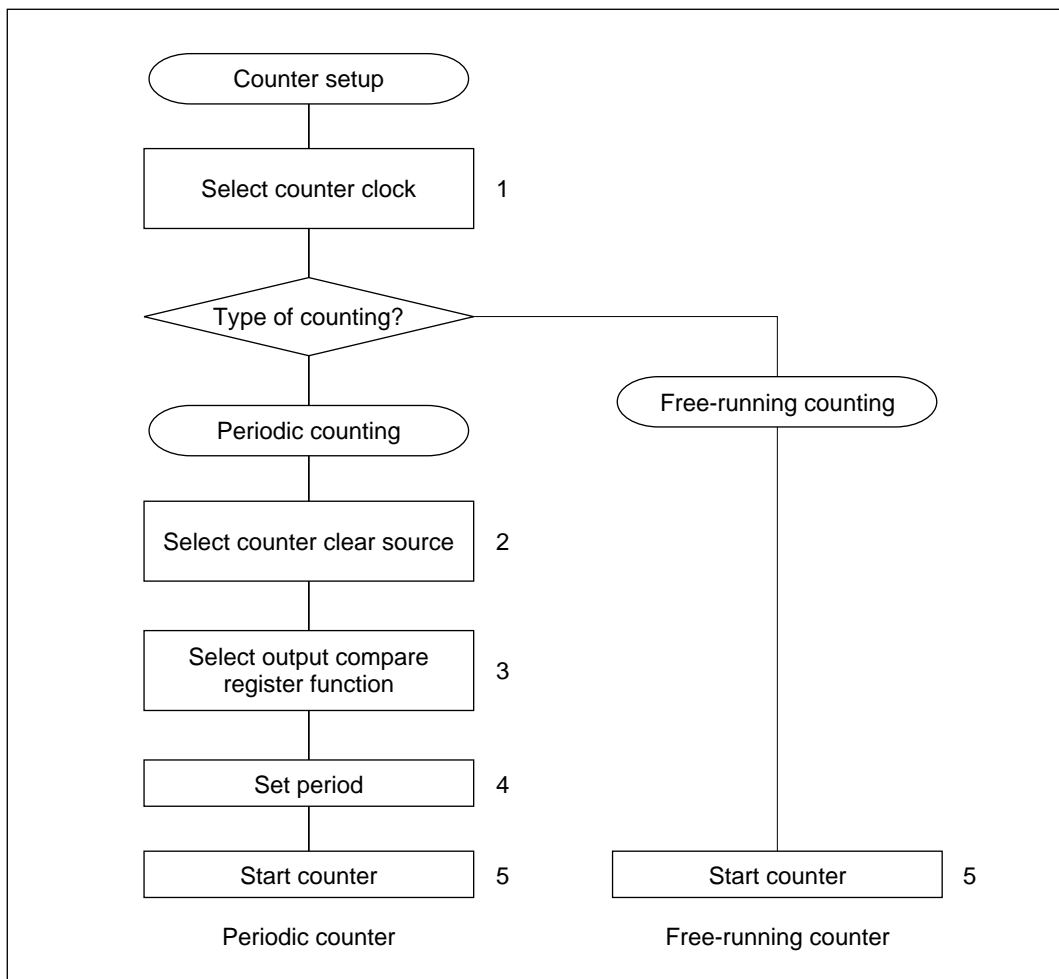 Counter setup
Select counter clock
1
Type of counting?
Free-running counting
Periodic counting
Select counter clear source
2
Select output compare
register function
3
Set period
4
Start counter
5
Start counter
5
Periodic counter
Free-running counter